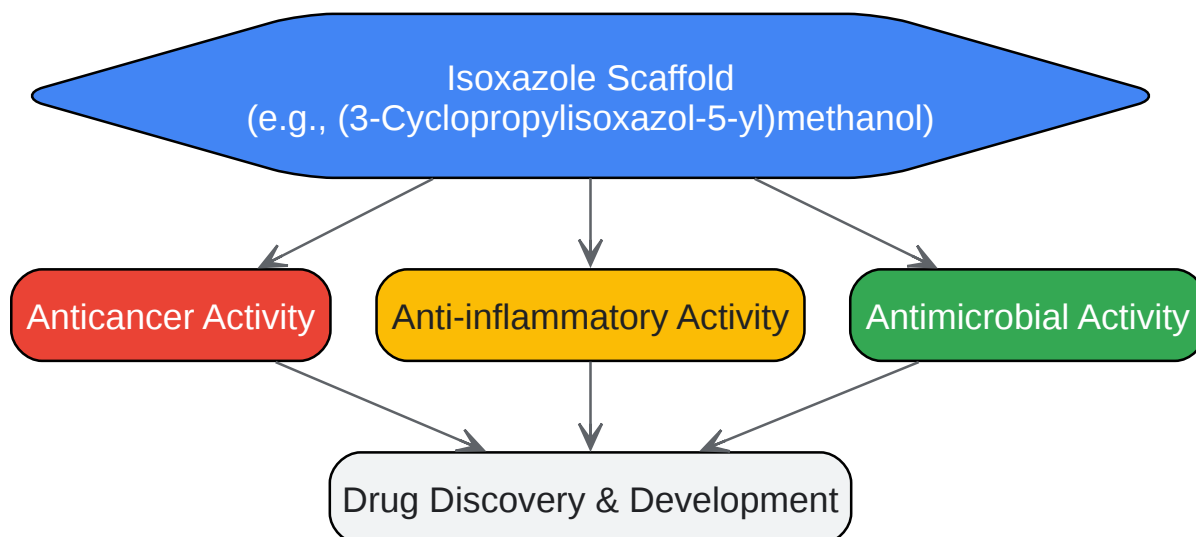 Isoxazole Scaffold
(e.g., (3-Cyclopropylisoxazol-5-yl)methanol)
Anticancer Activity
Anti-inflammatory Activity
Antimicrobial Activity
Drug Discovery & Development